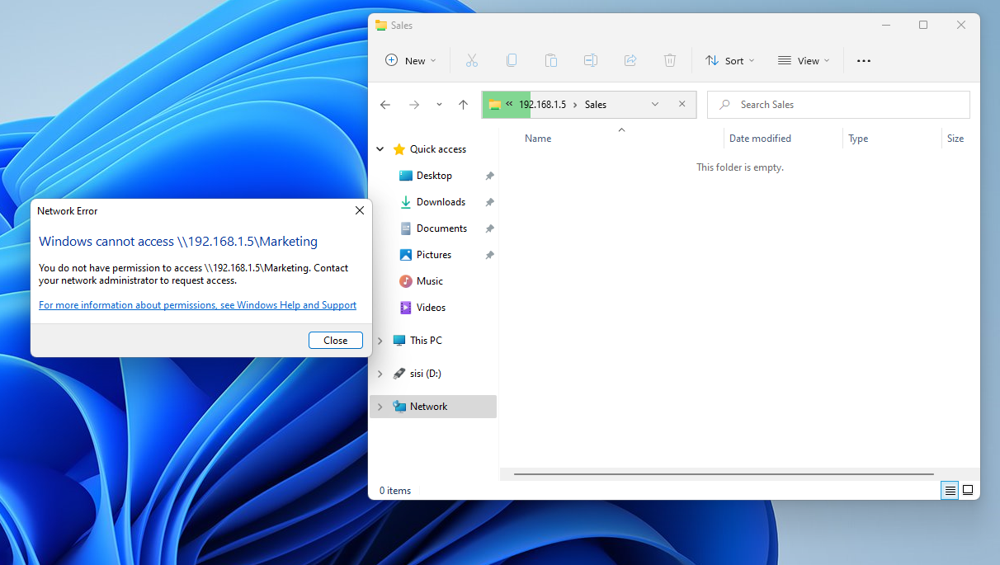 Sales
New
Sort
View
192.168.1.5 > Sales
Search Sales
Name
Date modified
Type
Size
This folder is empty.
Quick access
Desktop
Downloads
Documents
Pictures
Music
Videos
This PC
sisi (D:)
Network
0 items
Network Error
Windows cannot access \\192.168.1.5\Marketing
You do not have permission to access \\192.168.1.5\Marketing. Contact
your network administrator to request access.
For more information about permissions, see Windows Help and Support
Close